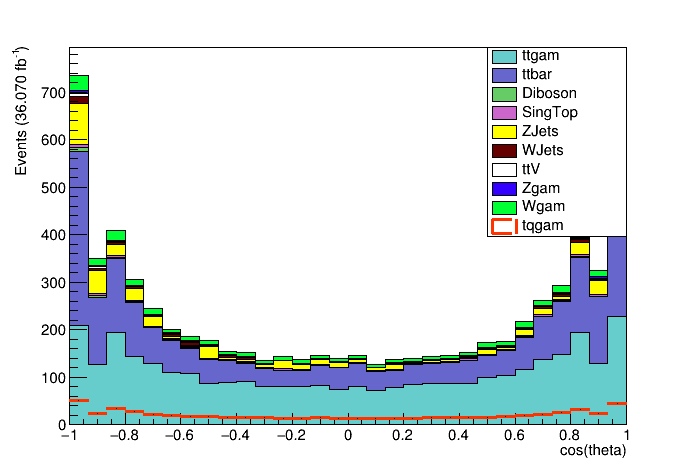 Events (36.070 fb⁻¹)
700
600
500
400
300
200
100
0
ttgam
ttbar
Diboson
SingTop
ZJets
WJets
ttV
Zgam
Wgam
tqgam
−1 −0.8 −0.6 −0.4 −0.2 0 0.2 0.4 0.6 0.8 1
cos(theta)